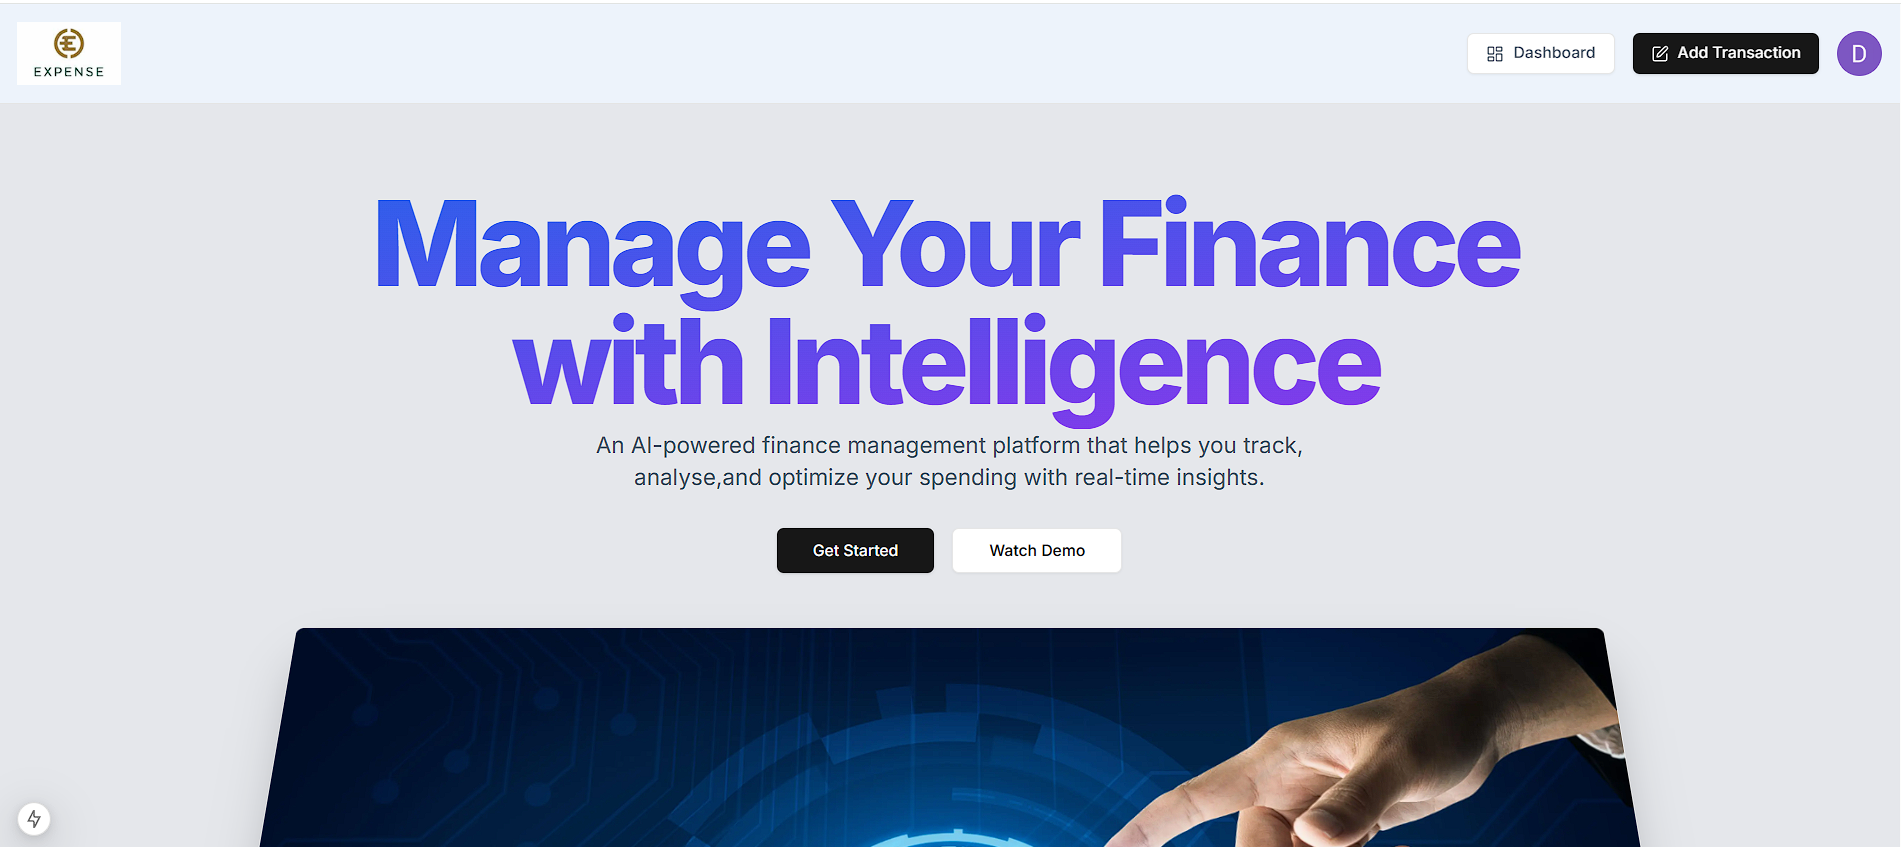 EXPENSE
Dashboard
Add Transaction
D
Manage Your Finance
with Intelligence
An AI-powered finance management platform that helps you track,
analyse,and optimize your spending with real-time insights.
Get Started
Watch Demo